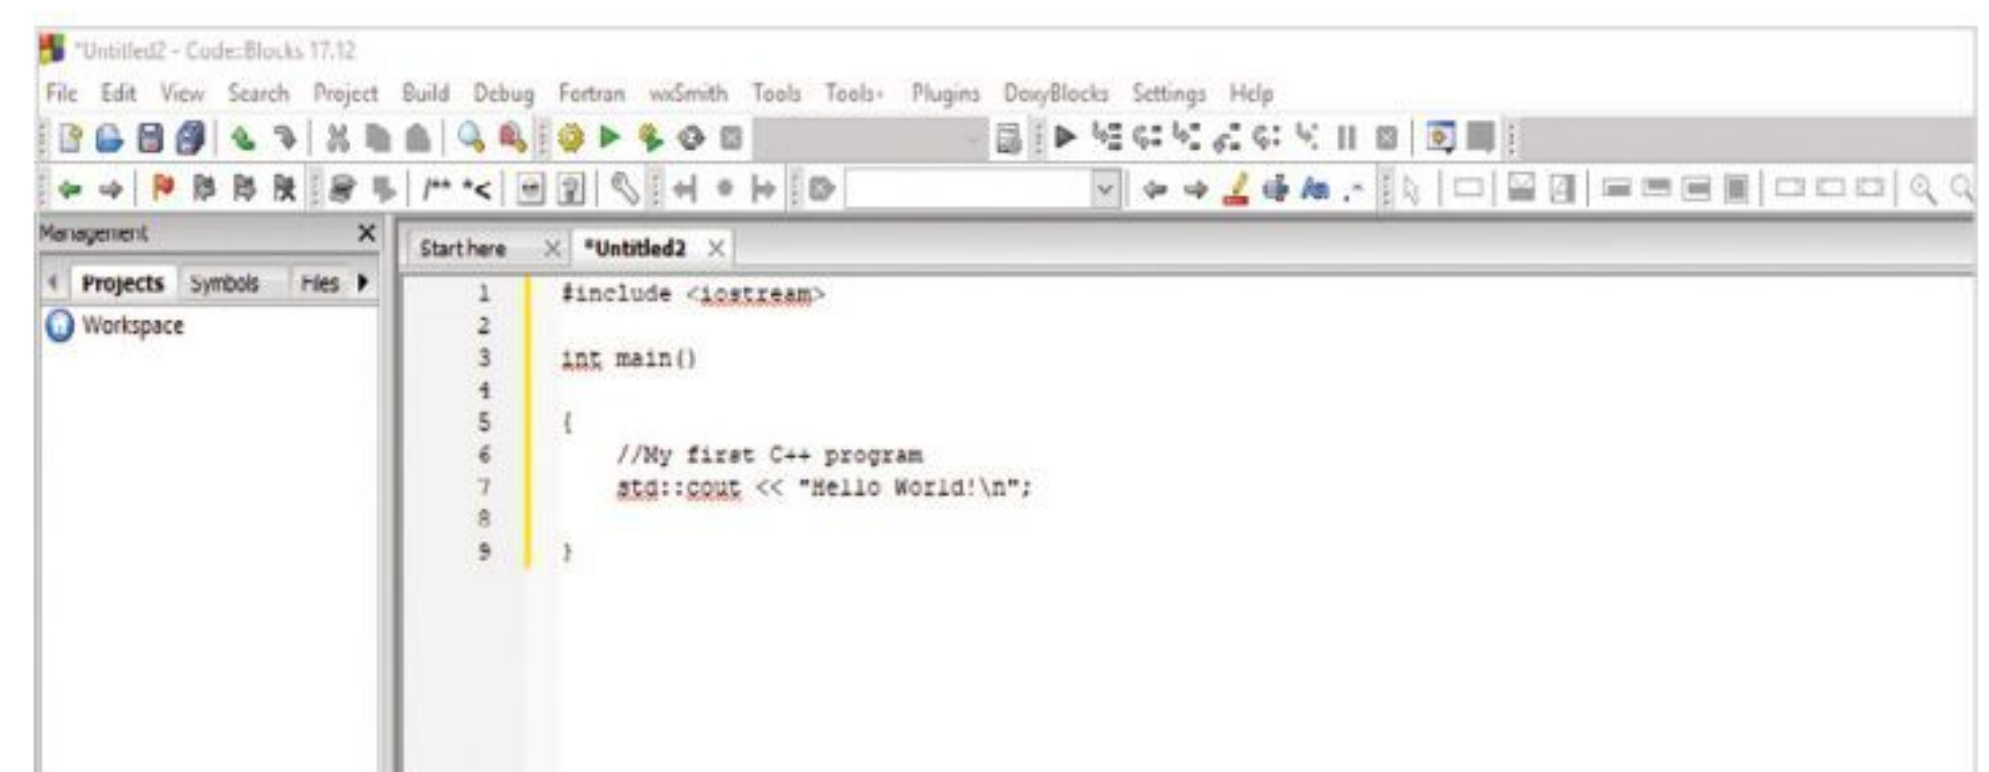 *Untitled2 - Code::Blocks 17.12
File Edit View Search Project Build Debug Fortran wxSmith Tools Tools+ Plugins DoxyBlocks Settings Help
/** *<
Management
Start here *Untitled2
Projects Symbols Files
Workspace
1 #include <iostream>
2
3 int main()
4
5 {
6 //My first C++ program
7 std::cout << "Hello World!\n";
8
9 }